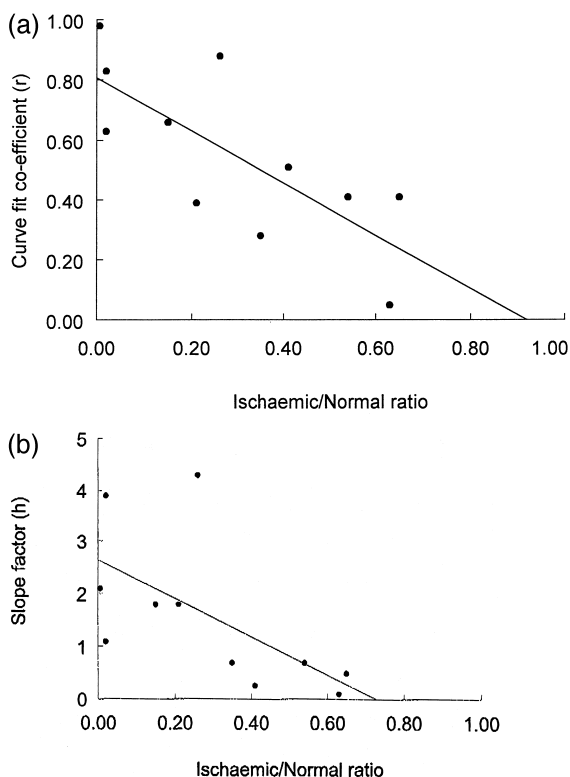 (a)
Curve fit co-efficient (r)
1.00
0.80
0.60
0.40
0.20
0.00
0.00 0.20 0.40 0.60 0.80 1.00
Ischaemic/Normal ratio
(b)
Slope factor (h)
5
4
3
2
1
0
0.00 0.20 0.40 0.60 0.80 1.00
Ischaemic/Normal ratio